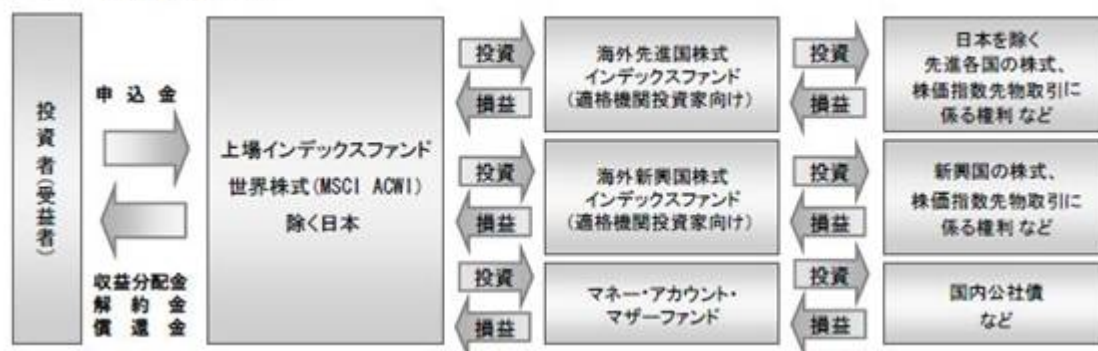 投資者(受益者)
申込金
収益分配金
解約金
償還金
上場インデックスファンド
世界株式(MSCI ACWI)
除く日本
投資
損益
海外先進国株式
インデックスファンド
(適格機関投資家向け)
投資
損益
日本を除く
先進各国の株式、
株価指数先物取引に
係る権利 など
投資
損益
海外新興国株式
インデックスファンド
(適格機関投資家向け)
投資
損益
新興国の株式、
株価指数先物取引に
係る権利 など
投資
損益
マネー・アカウント・
マザーファンド
投資
損益
国内公社債
など